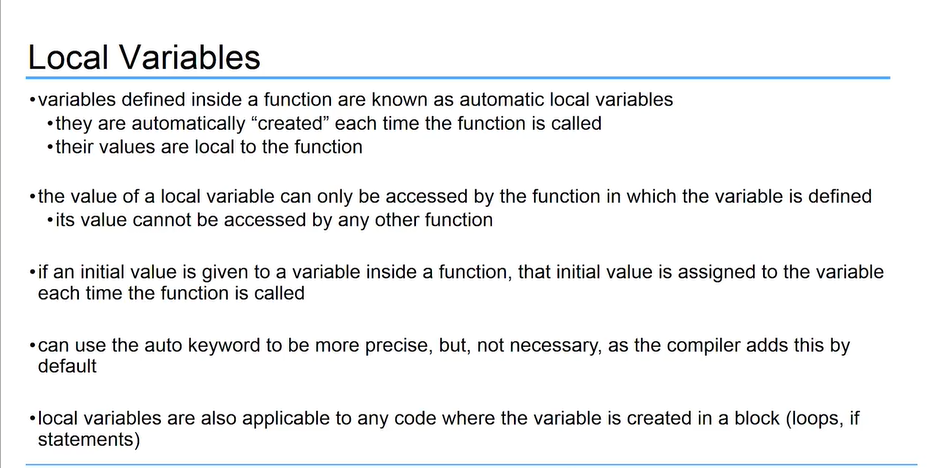 Local Variables
•variables defined inside a function are known as automatic local variables
•they are automatically “created” each time the function is called
•their values are local to the function
•the value of a local variable can only be accessed by the function in which the variable is defined
•its value cannot be accessed by any other function
•if an initial value is given to a variable inside a function, that initial value is assigned to the variable
each time the function is called
•can use the auto keyword to be more precise, but, not necessary, as the compiler adds this by
default
•local variables are also applicable to any code where the variable is created in a block (loops, if
statements)